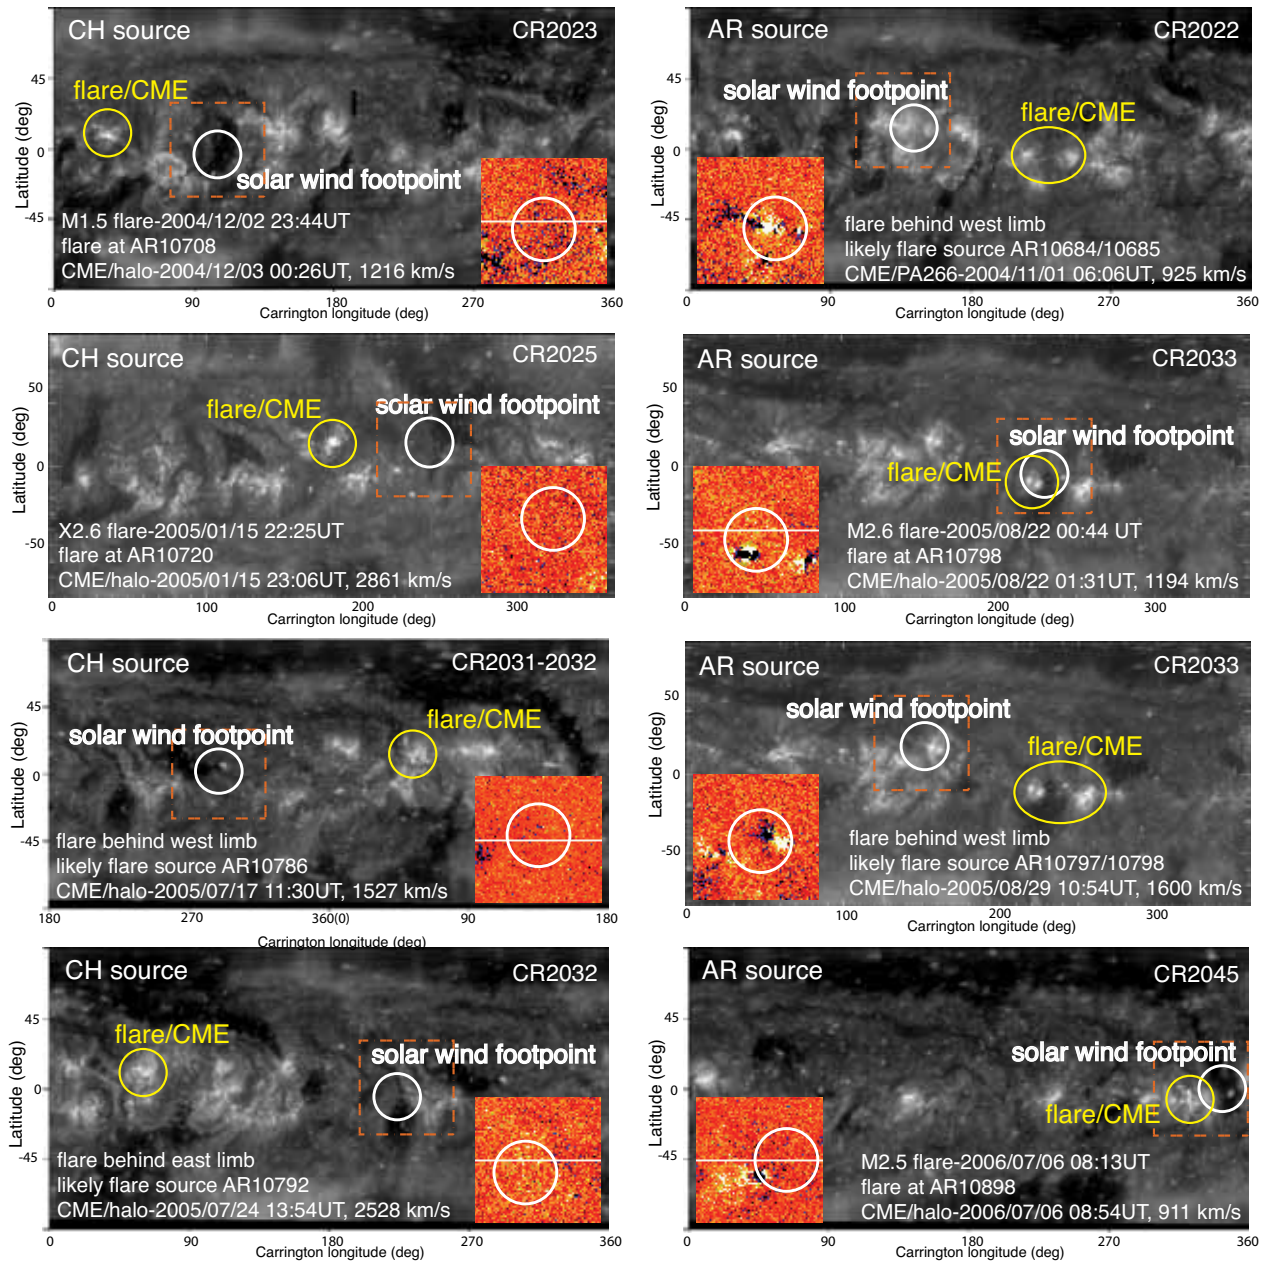 CH source
CR2023
flare/CME
solar wind footpoint
M1.5 flare-2004/12/02 23:44UT
flare at AR10708
CME/halo-2004/12/03 00:26UT, 1216 km/s
Latitude (deg)
45
0
-45
0
90
180
270
360
Carrington longitude (deg)
AR source
CR2022
solar wind footpoint
flare/CME
flare behind west limb
likely flare source AR10684/10685
CME/PA266-2004/11/01 06:06UT, 925 km/s
Latitude (deg)
45
0
-45
0
90
180
270
360
Carrington longitude (deg)
CH source
CR2025
flare/CME
solar wind footpoint
X2.6 flare-2005/01/15 22:25UT
flare at AR10720
CME/halo-2005/01/15 23:06UT, 2861 km/s
Latitude (deg)
50
0
-50
0
100
200
300
Carrington longitude (deg)
AR source
CR2033
solar wind footpoint
flare/CME
M2.6 flare-2005/08/22 00:44 UT
flare at AR10798
CME/halo-2005/08/22 01:31UT, 1194 km/s
Latitude (deg)
50
0
-50
0
100
200
300
Carrington longitude (deg)
CH source
CR2031-2032
flare/CME
solar wind footpoint
flare behind west limb
likely flare source AR10786
CME/halo-2005/07/17 11:30UT, 1527 km/s
Latitude (deg)
45
0
-45
180
270
360(0)
90
180
Carrington longitude (deg)
AR source
CR2033
solar wind footpoint
flare/CME
flare behind west limb
likely flare source AR10797/10798
CME/halo-2005/08/29 10:54UT, 1600 km/s
Latitude (deg)
50
0
-50
0
100
200
300
Carrington longitude (deg)
CH source
CR2032
flare/CME
solar wind footpoint
flare behind east limb
likely flare source AR10792
CME/halo-2005/07/24 13:54UT, 2528 km/s
Latitude (deg)
45
0
-45
0
90
180
270
360
Carrington longitude (deg)
AR source
CR2045
solar wind footpoint
flare/CME
M2.5 flare-2006/07/06 08:13UT
flare at AR10898
CME/halo-2006/07/06 08:54UT, 911 km/s
Latitude (deg)
45
0
-45
0
90
180
270
360
Carrington longitude (deg)